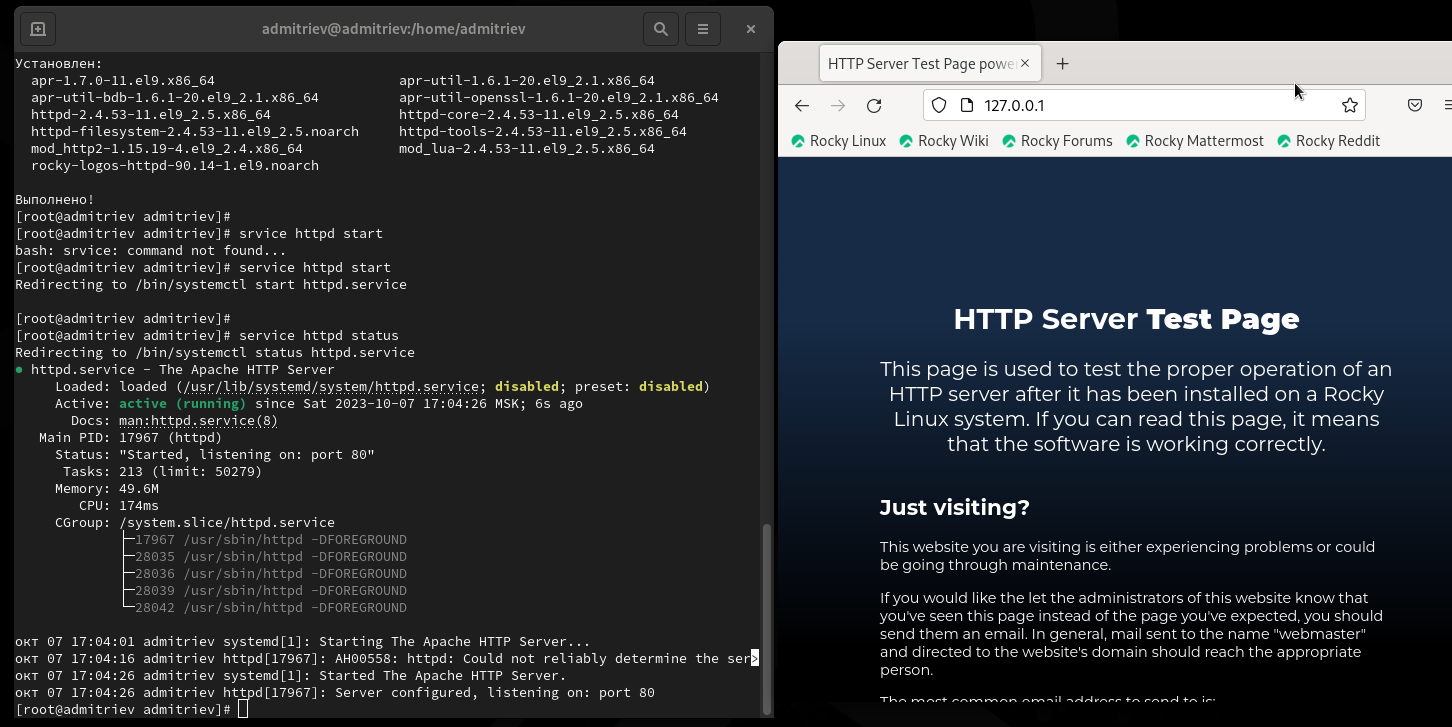 admitriev@admitriev:/home/admitriev
Установлен:
apr-1.7.0-11.el9.x86_64 apr-util-1.6.1-20.el9_2.1.x86_64
apr-util-bdb-1.6.1-20.el9_2.1.x86_64 apr-util-openssl-1.6.1-20.el9_2.1.x86_64
httpd-2.4.53-11.el9_2.5.x86_64 httpd-core-2.4.53-11.el9_2.5.x86_64
httpd-filesystem-2.4.53-11.el9_2.5.noarch httpd-tools-2.4.53-11.el9_2.5.x86_64
mod_http2-1.15.19-4.el9_2.4.x86_64 mod_lua-2.4.53-11.el9_2.5.x86_64
rocky-logos-httpd-90.14-1.el9.noarch
Выполнено!
[root@admitriev admitriev]#
[root@admitriev admitriev]# srvice httpd start
bash: srvice: command not found...
[root@admitriev admitriev]# service httpd start
Redirecting to /bin/systemctl start httpd.service
[root@admitriev admitriev]#
[root@admitriev admitriev]# service httpd status
Redirecting to /bin/systemctl status httpd.service
● httpd.service - The Apache HTTP Server
Loaded: loaded (/usr/lib/systemd/system/httpd.service; disabled; preset: disabled)
Active: active (running) since Sat 2023-10-07 17:04:26 MSK; 6s ago
Docs: man:httpd.service(8)
Main PID: 17967 (httpd)
Status: "Started, listening on: port 80"
Tasks: 213 (limit: 50279)
Memory: 49.6M
CPU: 174ms
CGroup: /system.slice/httpd.service
├─17967 /usr/sbin/httpd -DFOREGROUND
├─28035 /usr/sbin/httpd -DFOREGROUND
├─28036 /usr/sbin/httpd -DFOREGROUND
├─28039 /usr/sbin/httpd -DFOREGROUND
└─28042 /usr/sbin/httpd -DFOREGROUND
окт 07 17:04:01 admitriev systemd[1]: Starting The Apache HTTP Server...
окт 07 17:04:16 admitriev httpd[17967]: AH00558: httpd: Could not reliably determine the ser>
окт 07 17:04:26 admitriev systemd[1]: Started The Apache HTTP Server.
окт 07 17:04:26 admitriev httpd[17967]: Server configured, listening on: port 80
[root@admitriev admitriev]#
HTTP Server Test Page powe
127.0.0.1
Rocky Linux Rocky Wiki Rocky Forums Rocky Mattermost Rocky Reddit
HTTP Server Test Page
This page is used to test the proper operation of an
HTTP server after it has been installed on a Rocky
Linux system. If you can read this page, it means
that the software is working correctly.
Just visiting?
This website you are visiting is either experiencing problems or could
be going through maintenance.
If you would like the let the administrators of this website know that
you've seen this page instead of the page you've expected, you should
send them an email. In general, mail sent to the name "webmaster"
and directed to the website's domain should reach the appropriate
person.
The most common email address to send to is: